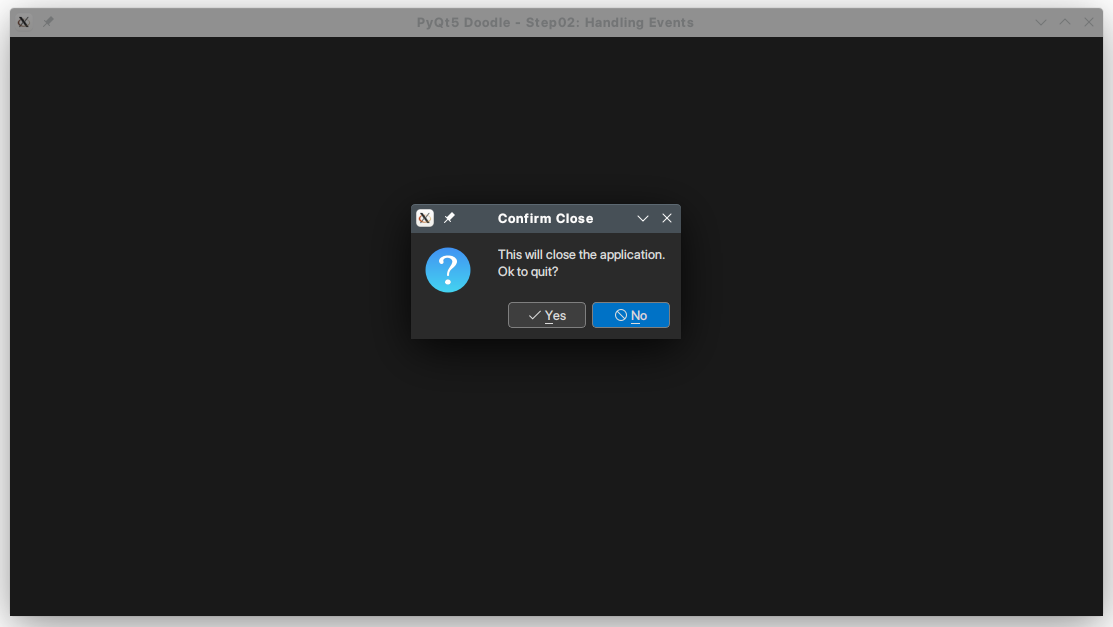 PyQt5 Doodle - Step02: Handling Events
Confirm Close
This will close the application.
Ok to quit?
Yes
No